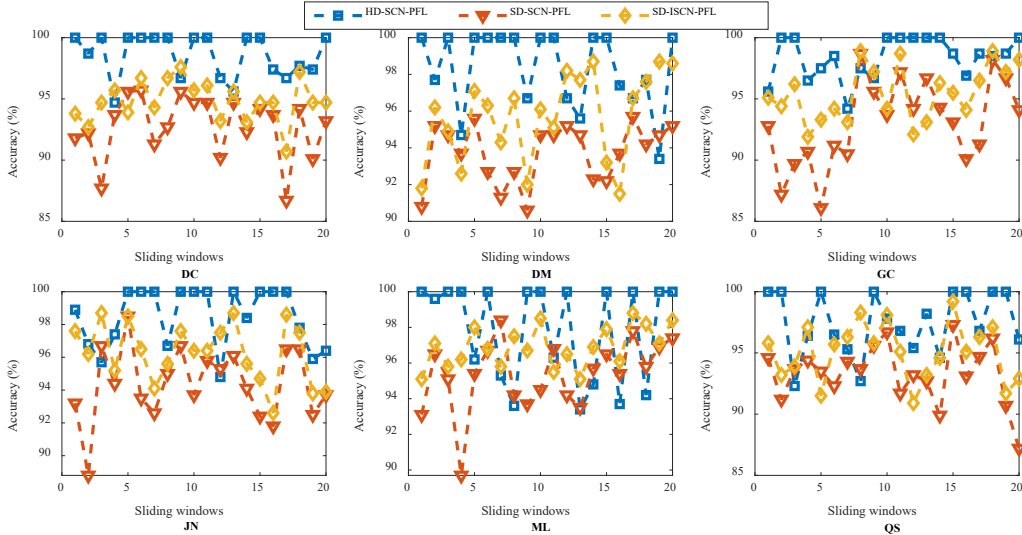 HD-SCN-PFL SD-SCN-PFL SD-ISCN-PFL
Accuracy (%)
100
95
90
85
0 5 10 15 20
Sliding windows
DC
Accuracy (%)
100
98
96
94
92
90
0 5 10 15 20
Sliding windows
DM
Accuracy (%)
100
95
90
85
0 5 10 15 20
Sliding windows
GC
Accuracy (%)
100
98
96
94
92
90
0 5 10 15 20
Sliding windows
JN
Accuracy (%)
100
98
96
94
92
90
0 5 10 15 20
Sliding windows
ML
Accuracy (%)
100
95
90
85
0 5 10 15 20
Sliding windows
QS